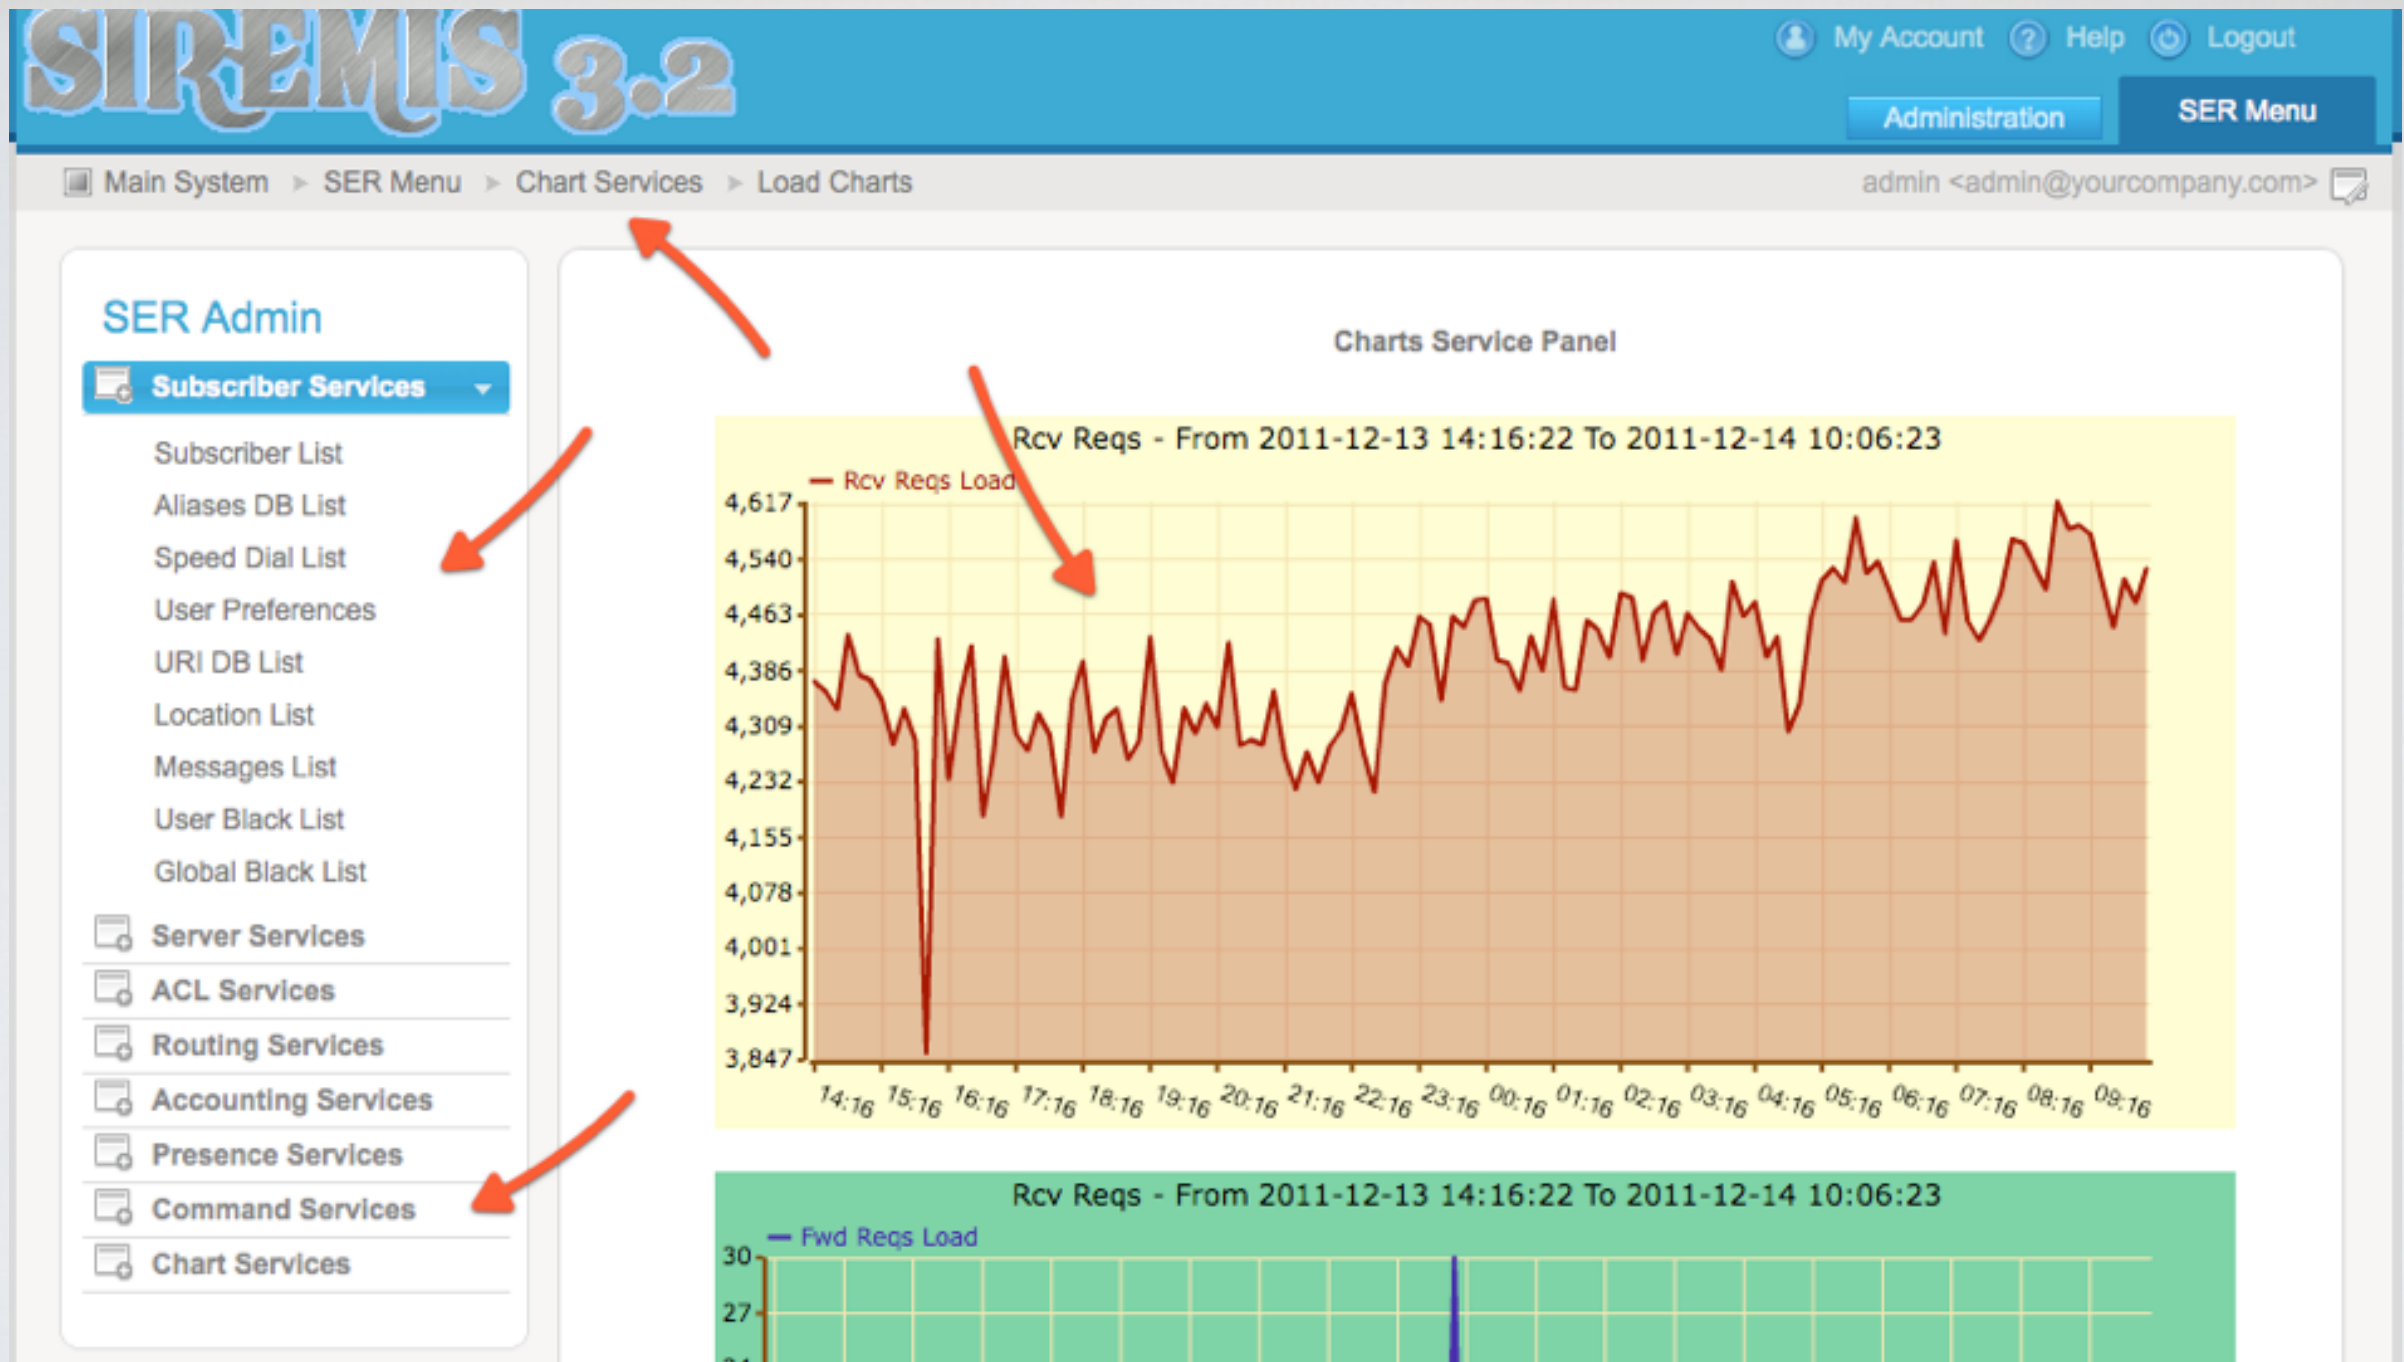 SIREMIS 3.2
My Account Help Logout
Administration SER Menu
Main System SER Menu Chart Services Load Charts
admin <admin@yourcompany.com>
SER Admin
Subscriber Services
Subscriber List
Aliases DB List
Speed Dial List
User Preferences
URI DB List
Location List
Messages List
User Black List
Global Black List
Server Services
ACL Services
Routing Services
Accounting Services
Presence Services
Command Services
Chart Services
Charts Service Panel
Rcv Reqs - From 2011-12-13 14:16:22 To 2011-12-14 10:06:23
Rcv Reqs Load
4,617
4,540
4,463
4,386
4,309
4,232
4,155
4,078
4,001
3,924
3,847
14:16 15:16 16:16 17:16 18:16 19:16 20:16 21:16 22:16 23:16 00:16 01:16 02:16 03:16 04:16 05:16 06:16 07:16 08:16 09:16
Rcv Reqs - From 2011-12-13 14:16:22 To 2011-12-14 10:06:23
Fwd Reqs Load
30
27